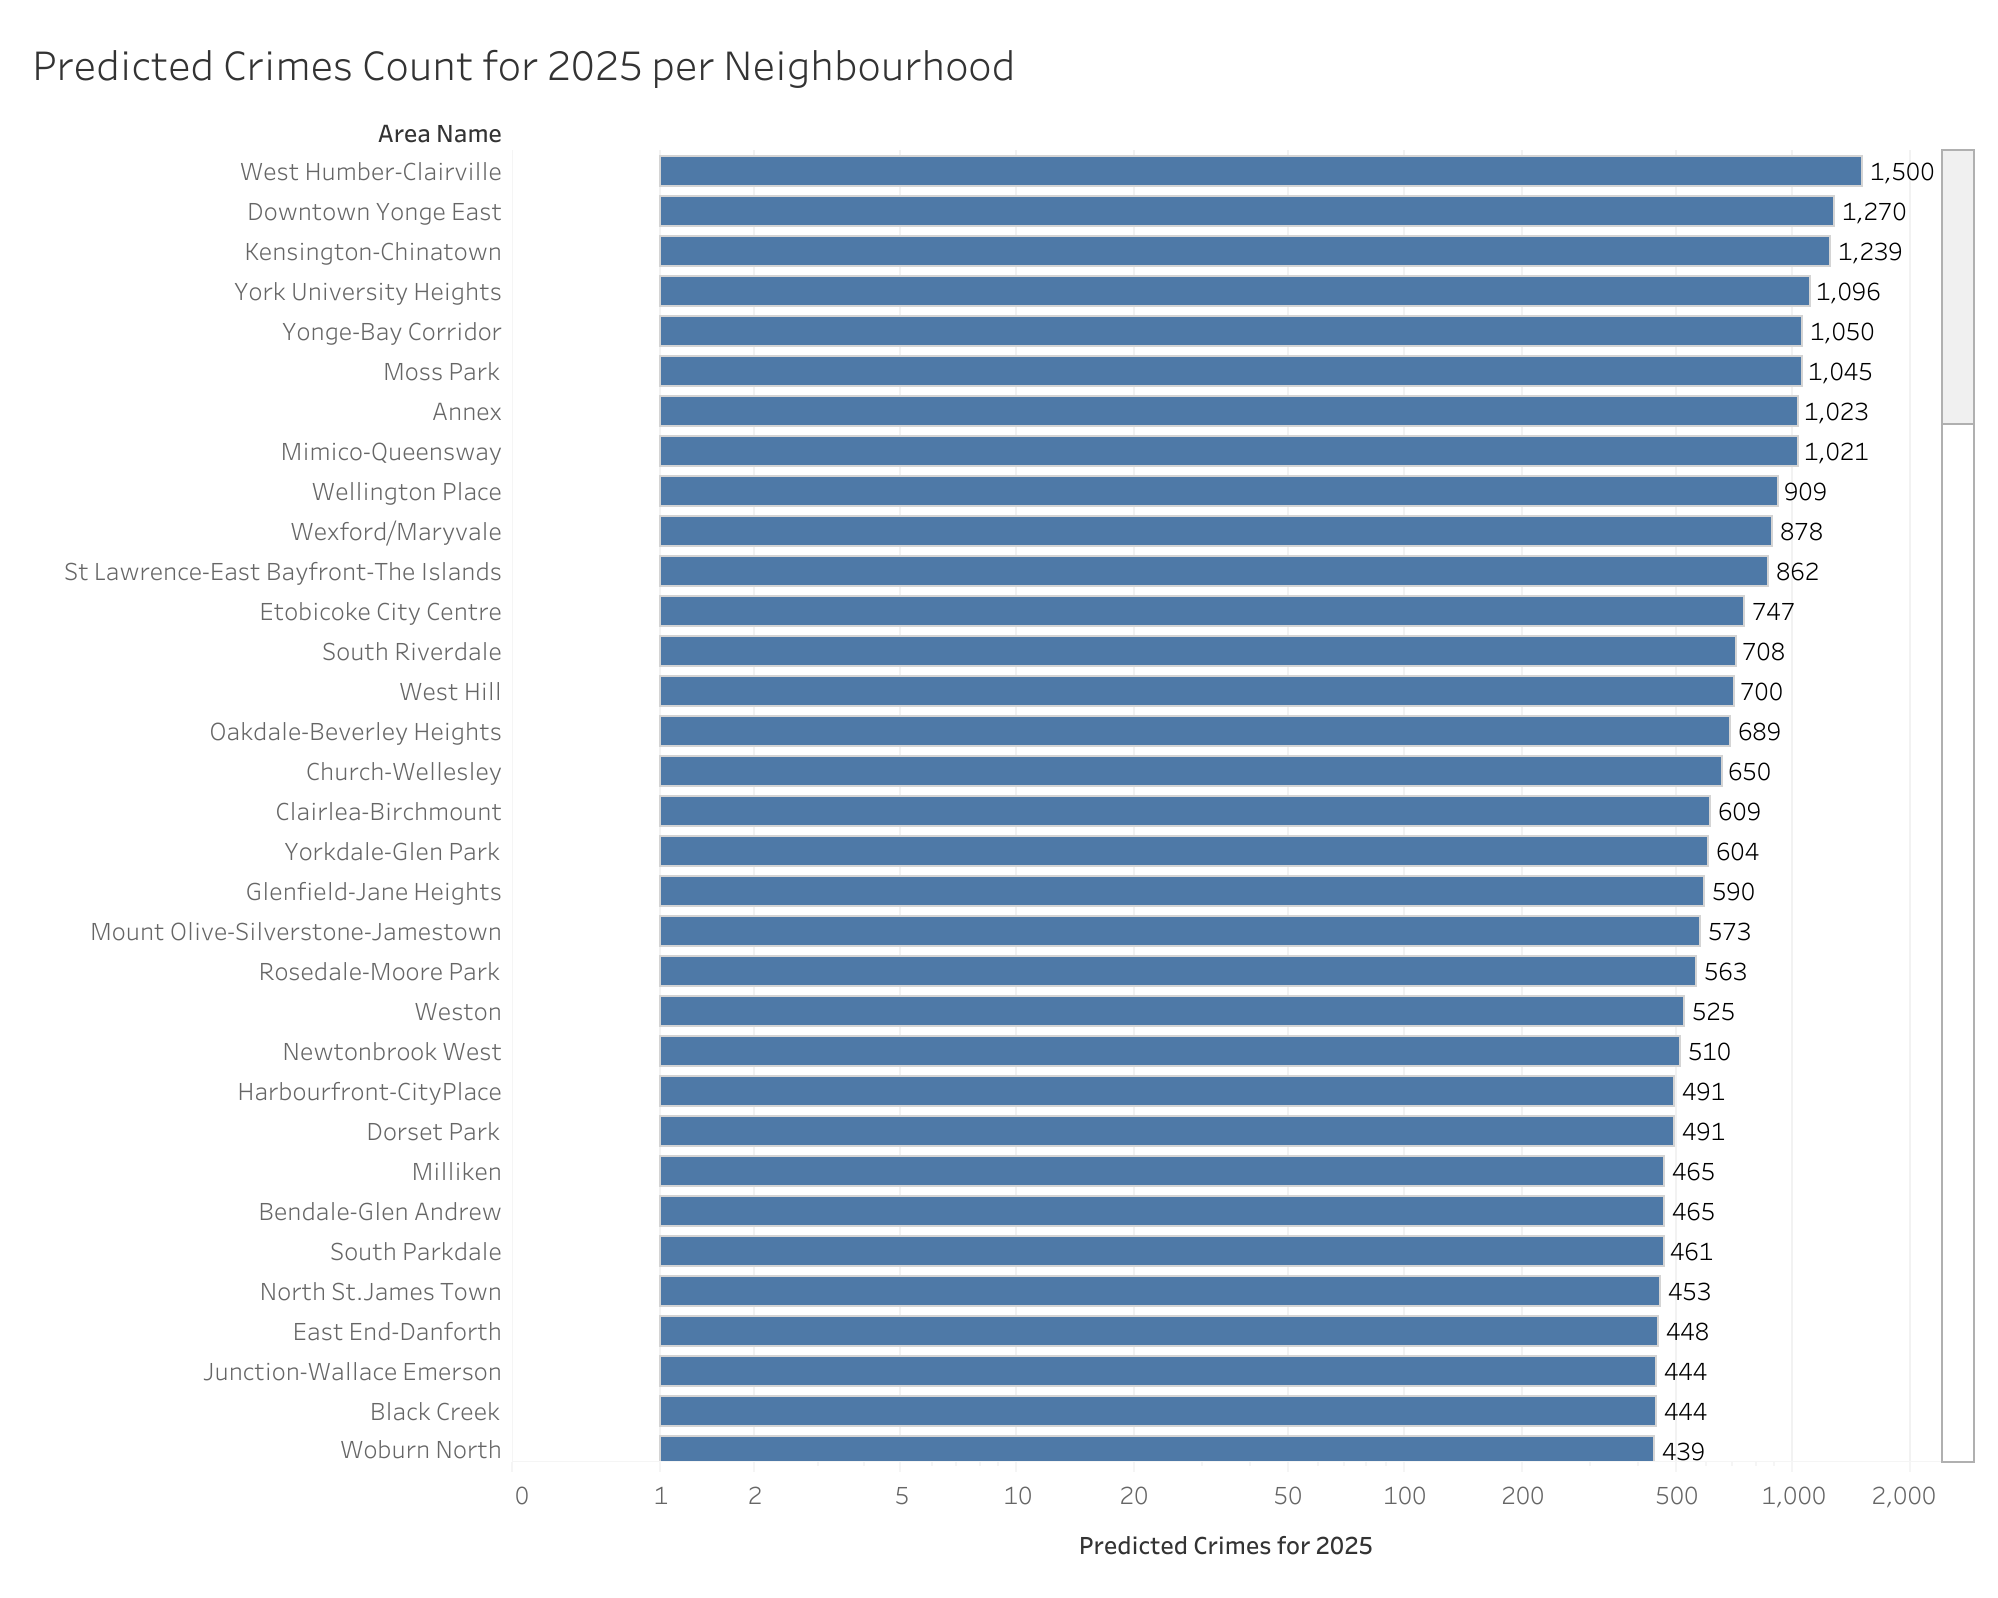 Predicted Crimes Count for 2025 per Neighbourhood
Area Name
West Humber-Clairville 1,500
Downtown Yonge East 1,270
Kensington-Chinatown 1,239
York University Heights 1,096
Yonge-Bay Corridor 1,050
Moss Park 1,045
Annex 1,023
Mimico-Queensway 1,021
Wellington Place 909
Wexford/Maryvale 878
St Lawrence-East Bayfront-The Islands 862
Etobicoke City Centre 747
South Riverdale 708
West Hill 700
Oakdale-Beverley Heights 689
Church-Wellesley 650
Clairlea-Birchmount 609
Yorkdale-Glen Park 604
Glenfield-Jane Heights 590
Mount Olive-Silverstone-Jamestown 573
Rosedale-Moore Park 563
Weston 525
Newtonbrook West 510
Harbourfront-CityPlace 491
Dorset Park 491
Milliken 465
Bendale-Glen Andrew 465
South Parkdale 461
North St.James Town 453
East End-Danforth 448
Junction-Wallace Emerson 444
Black Creek 444
Woburn North 439
0 1 2 5 10 20 50 100 200 500 1,000 2,000
Predicted Crimes for 2025